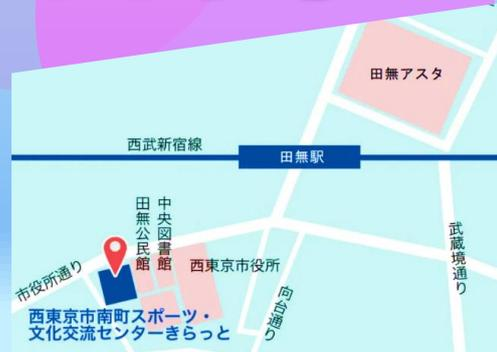 田無アスタ
西武新宿線
田無駅
中央図書館
田無公民館
武蔵境通り
西東京市役所
市役所通り
向台通り
西東京市南町スポーツ・
文化交流センターきらっと